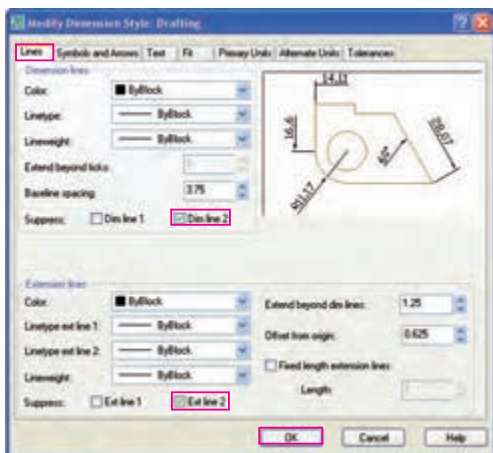 Modify Dimension Style: Drafting
Lines Symbols and Arrows Text Fit Primary Units Alternate Units Tolerances
Dimension lines
Color: ByBlock
Linetype: ByBlock
Lineweight: ByBlock
Extend beyond ticks:
Baseline spacing: 3.75
Suppress: Dim line 1 Dim line 2
14,11
16,6
28,07
60°
R11,17
Extension lines
Color: ByBlock
Linetype ext line 1: ByBlock
Linetype ext line 2: ByBlock
Lineweight: ByBlock
Suppress: Ext line 1 Ext line 2
Extend beyond dim lines: 1.25
Offset from origin: 0.625
Fixed length extension lines
Length:
OK Cancel Help